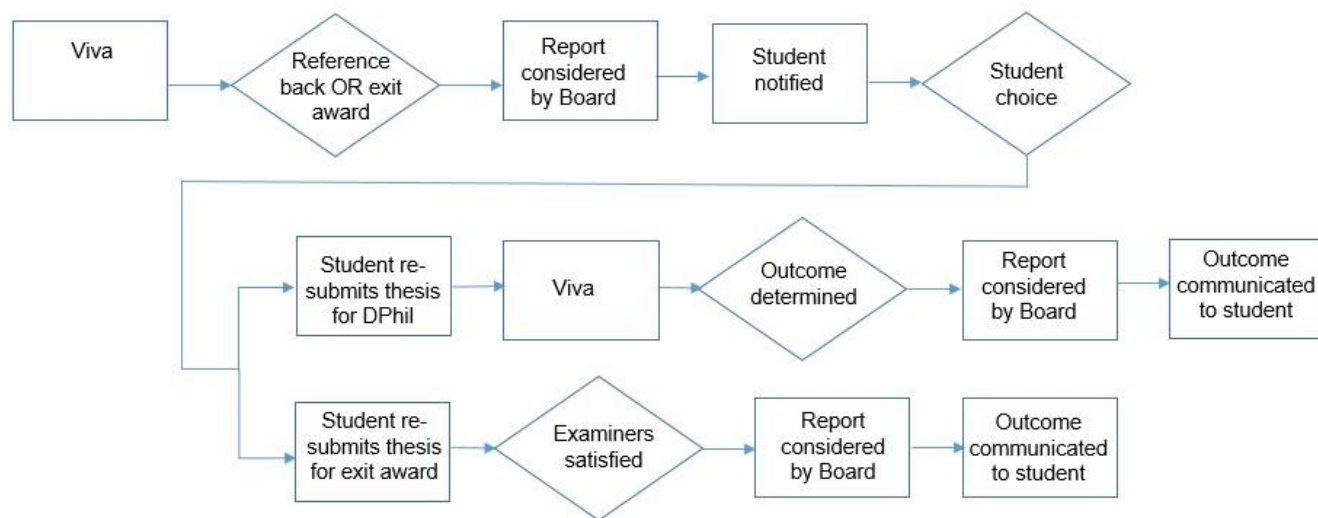 Viva
Reference
back OR exit
award
Report
considered
by Board
Student
notified
Student
choice
Student re-
submits thesis
for DPhil
Viva
Outcome
determined
Report
considered
by Board
Outcome
communicated
to student
Student re-
submits thesis
for exit award
Examiners
satisfied
Report
considered
by Board
Outcome
communicated
to student